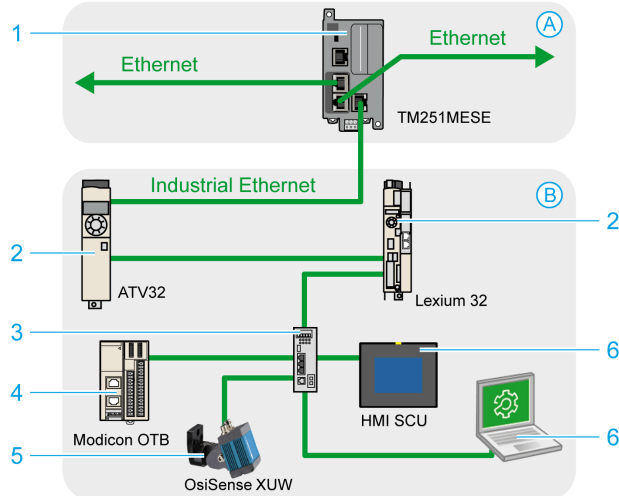 1
A
Ethernet
Ethernet
TM251MESE
Industrial Ethernet
B
2
2
ATV32
Lexium 32
3
6
4
HMI SCU
6
Modicon OTB
5
OsiSense XUW